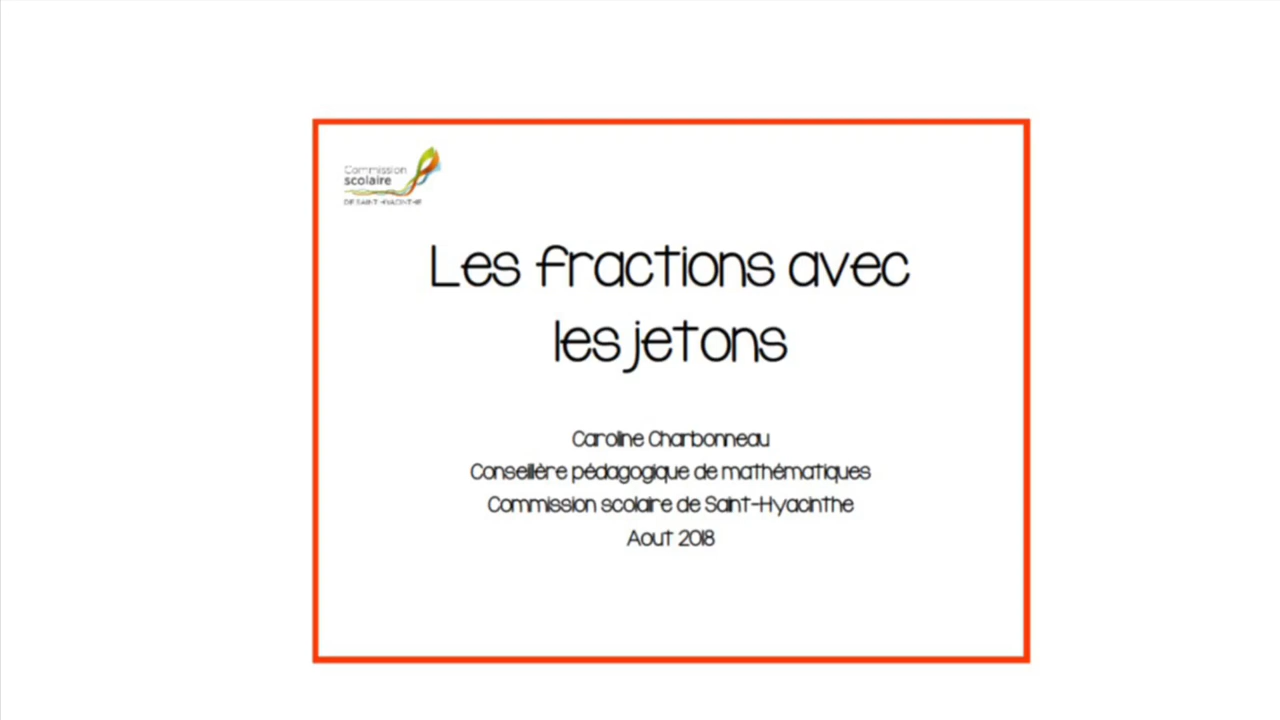 Commission
scolaire
DE SAINT-HYACINTHE
Les fractions avec
les jetons
Caroline Charbonneau
Conseillère pédagogique de mathématiques
Commission scolaire de Saint-Hyacinthe
Aout 2018